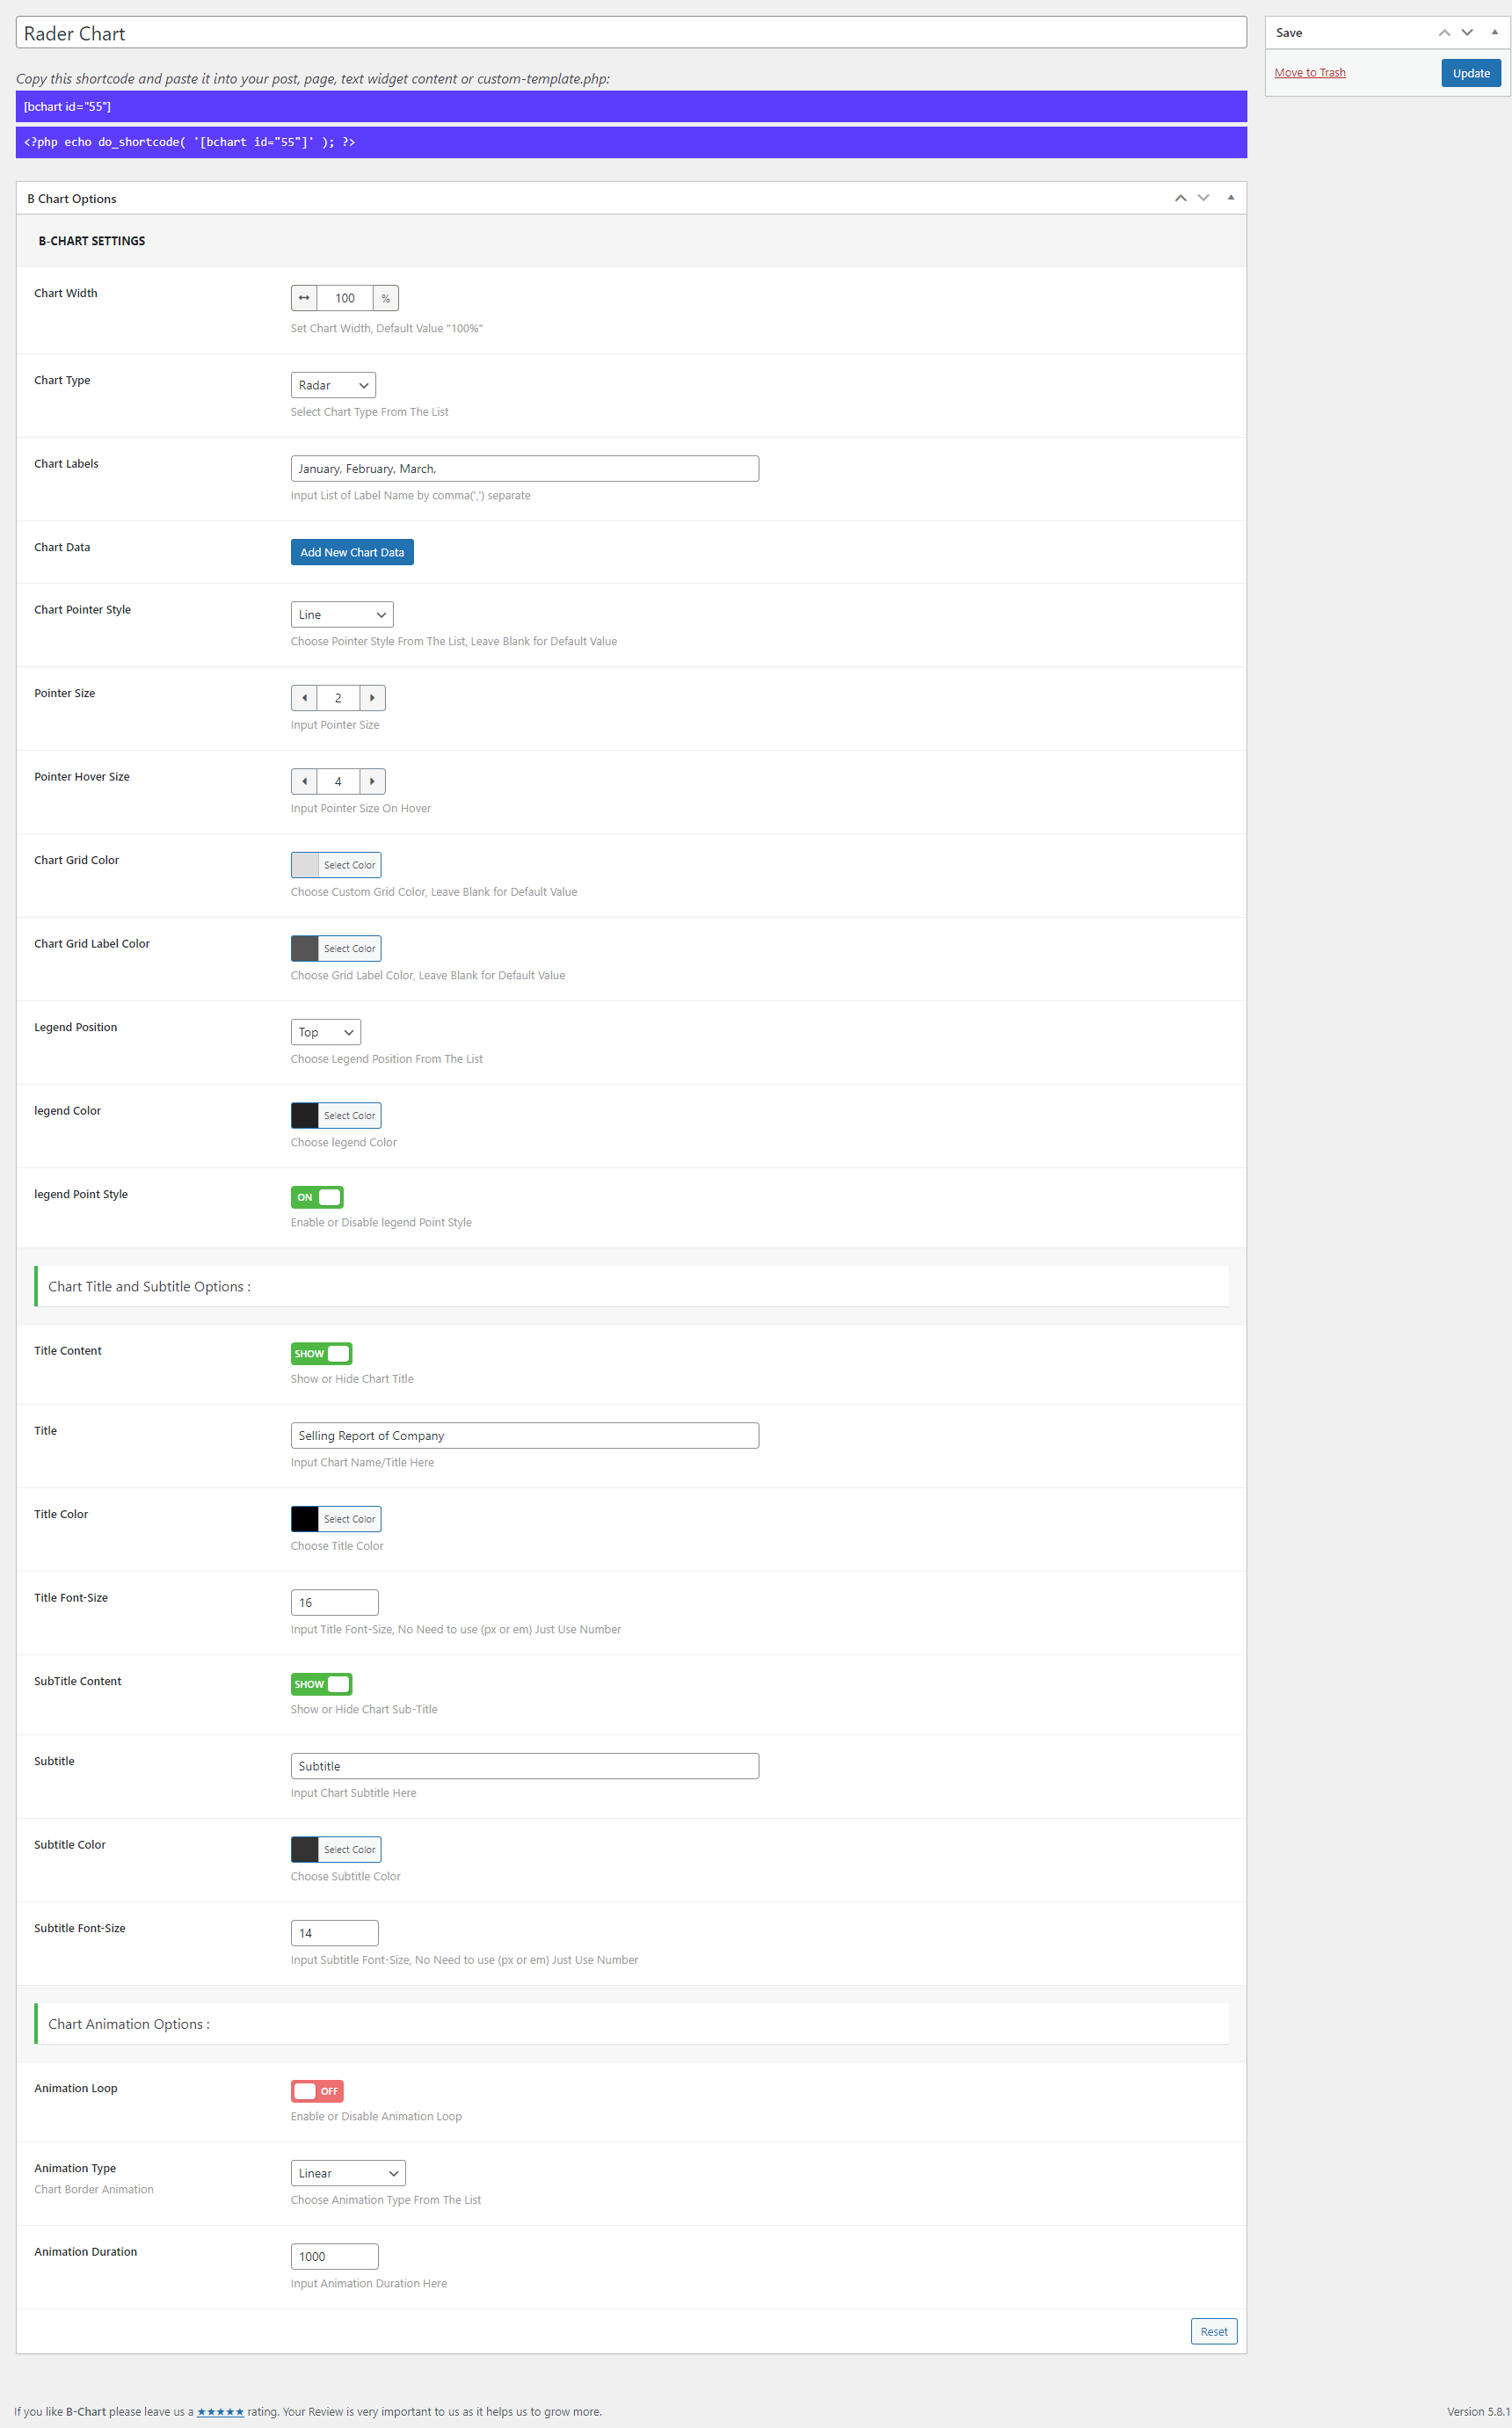 Rader Chart
Save
Move to Trash
Update
Copy this shortcode and paste it into your post, page, text widget content or custom-template.php:
[bchart id="55"]
<?php echo do_shortcode( '[bchart id="55"]' ); ?>
B Chart Options
B-CHART SETTINGS
Chart Width
100
%
Set Chart Width, Default Value "100%"
Chart Type
Radar
Select Chart Type From The List
Chart Labels
January, February, March,
Input List of Label Name by comma(',') separate
Chart Data
Add New Chart Data
Chart Pointer Style
Line
Choose Pointer Style From The List, Leave Blank for Default Value
Pointer Size
2
Input Pointer Size
Pointer Hover Size
4
Input Pointer Size On Hover
Chart Grid Color
Select Color
Choose Custom Grid Color, Leave Blank for Default Value
Chart Grid Label Color
Select Color
Choose Grid Label Color, Leave Blank for Default Value
Legend Position
Top
Choose Legend Position From The List
legend Color
Select Color
Choose legend Color
legend Point Style
ON
Enable or Disable legend Point Style
Chart Title and Subtitle Options :
Title Content
SHOW
Show or Hide Chart Title
Title
Selling Report of Company
Input Chart Name/Title Here
Title Color
Select Color
Choose Title Color
Title Font-Size
16
Input Title Font-Size, No Need to use (px or em) Just Use Number
SubTitle Content
SHOW
Show or Hide Chart Sub-Title
Subtitle
Subtitle
Input Chart Subtitle Here
Subtitle Color
Select Color
Choose Subtitle Color
Subtitle Font-Size
14
Input Subtitle Font-Size, No Need to use (px or em) Just Use Number
Chart Animation Options :
Animation Loop
OFF
Enable or Disable Animation Loop
Animation Type
Chart Border Animation
Linear
Choose Animation Type From The List
Animation Duration
1000
Input Animation Duration Here
Reset
If you like B-Chart please leave us a ★★★★★ rating. Your Review is very important to us as it helps us to grow more.
Version 5.8.1